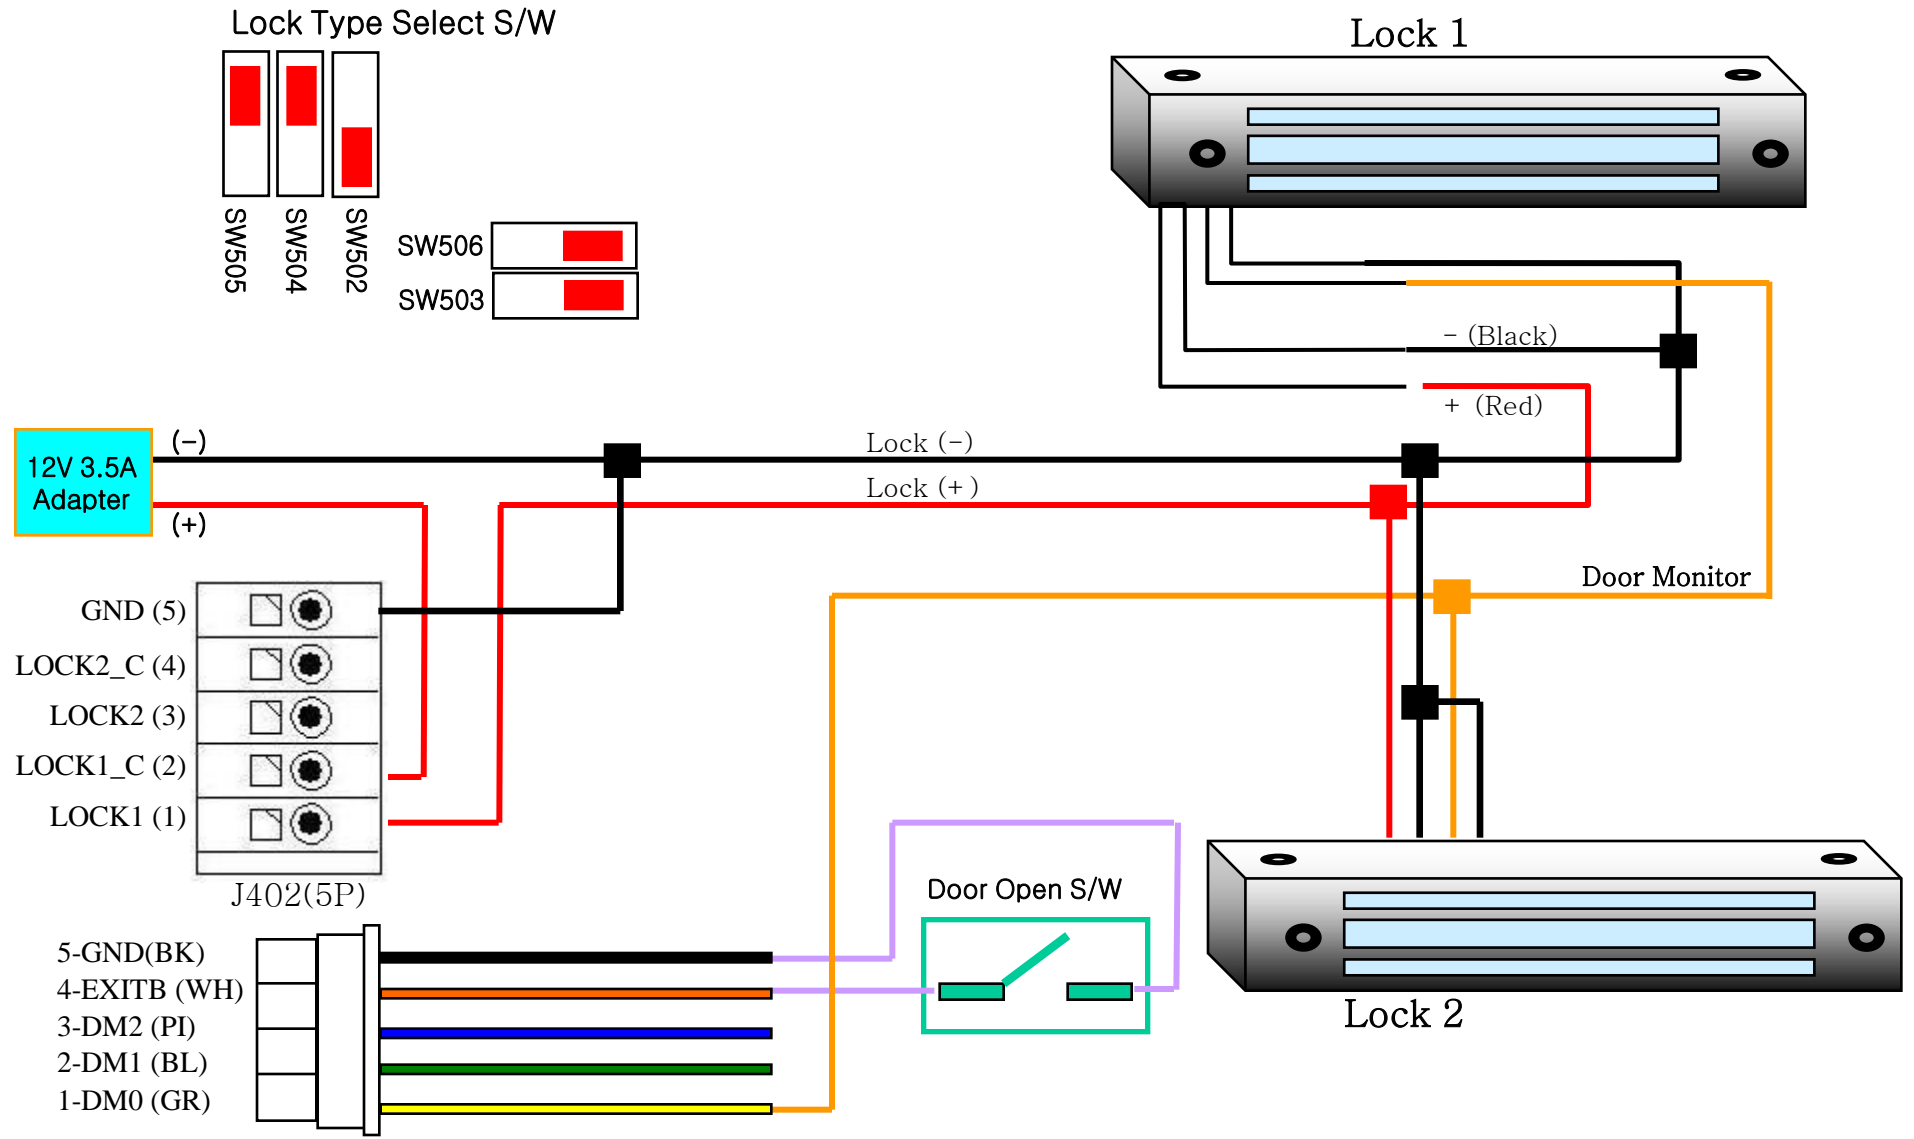 Lock Type Select S/W
SW505
SW504
SW502
SW506
SW503
Lock 1
- (Black)
+ (Red)
12V 3.5A
Adapter
(-)
(+)
Lock (-)
Lock (+)
Door Monitor
GND (5)
LOCK2_C (4)
LOCK2 (3)
LOCK1_C (2)
LOCK1 (1)
J402(5P)
5-GND(BK)
4-EXITB (WH)
3-DM2 (PI)
2-DM1 (BL)
1-DM0 (GR)
Door Open S/W
Lock 2